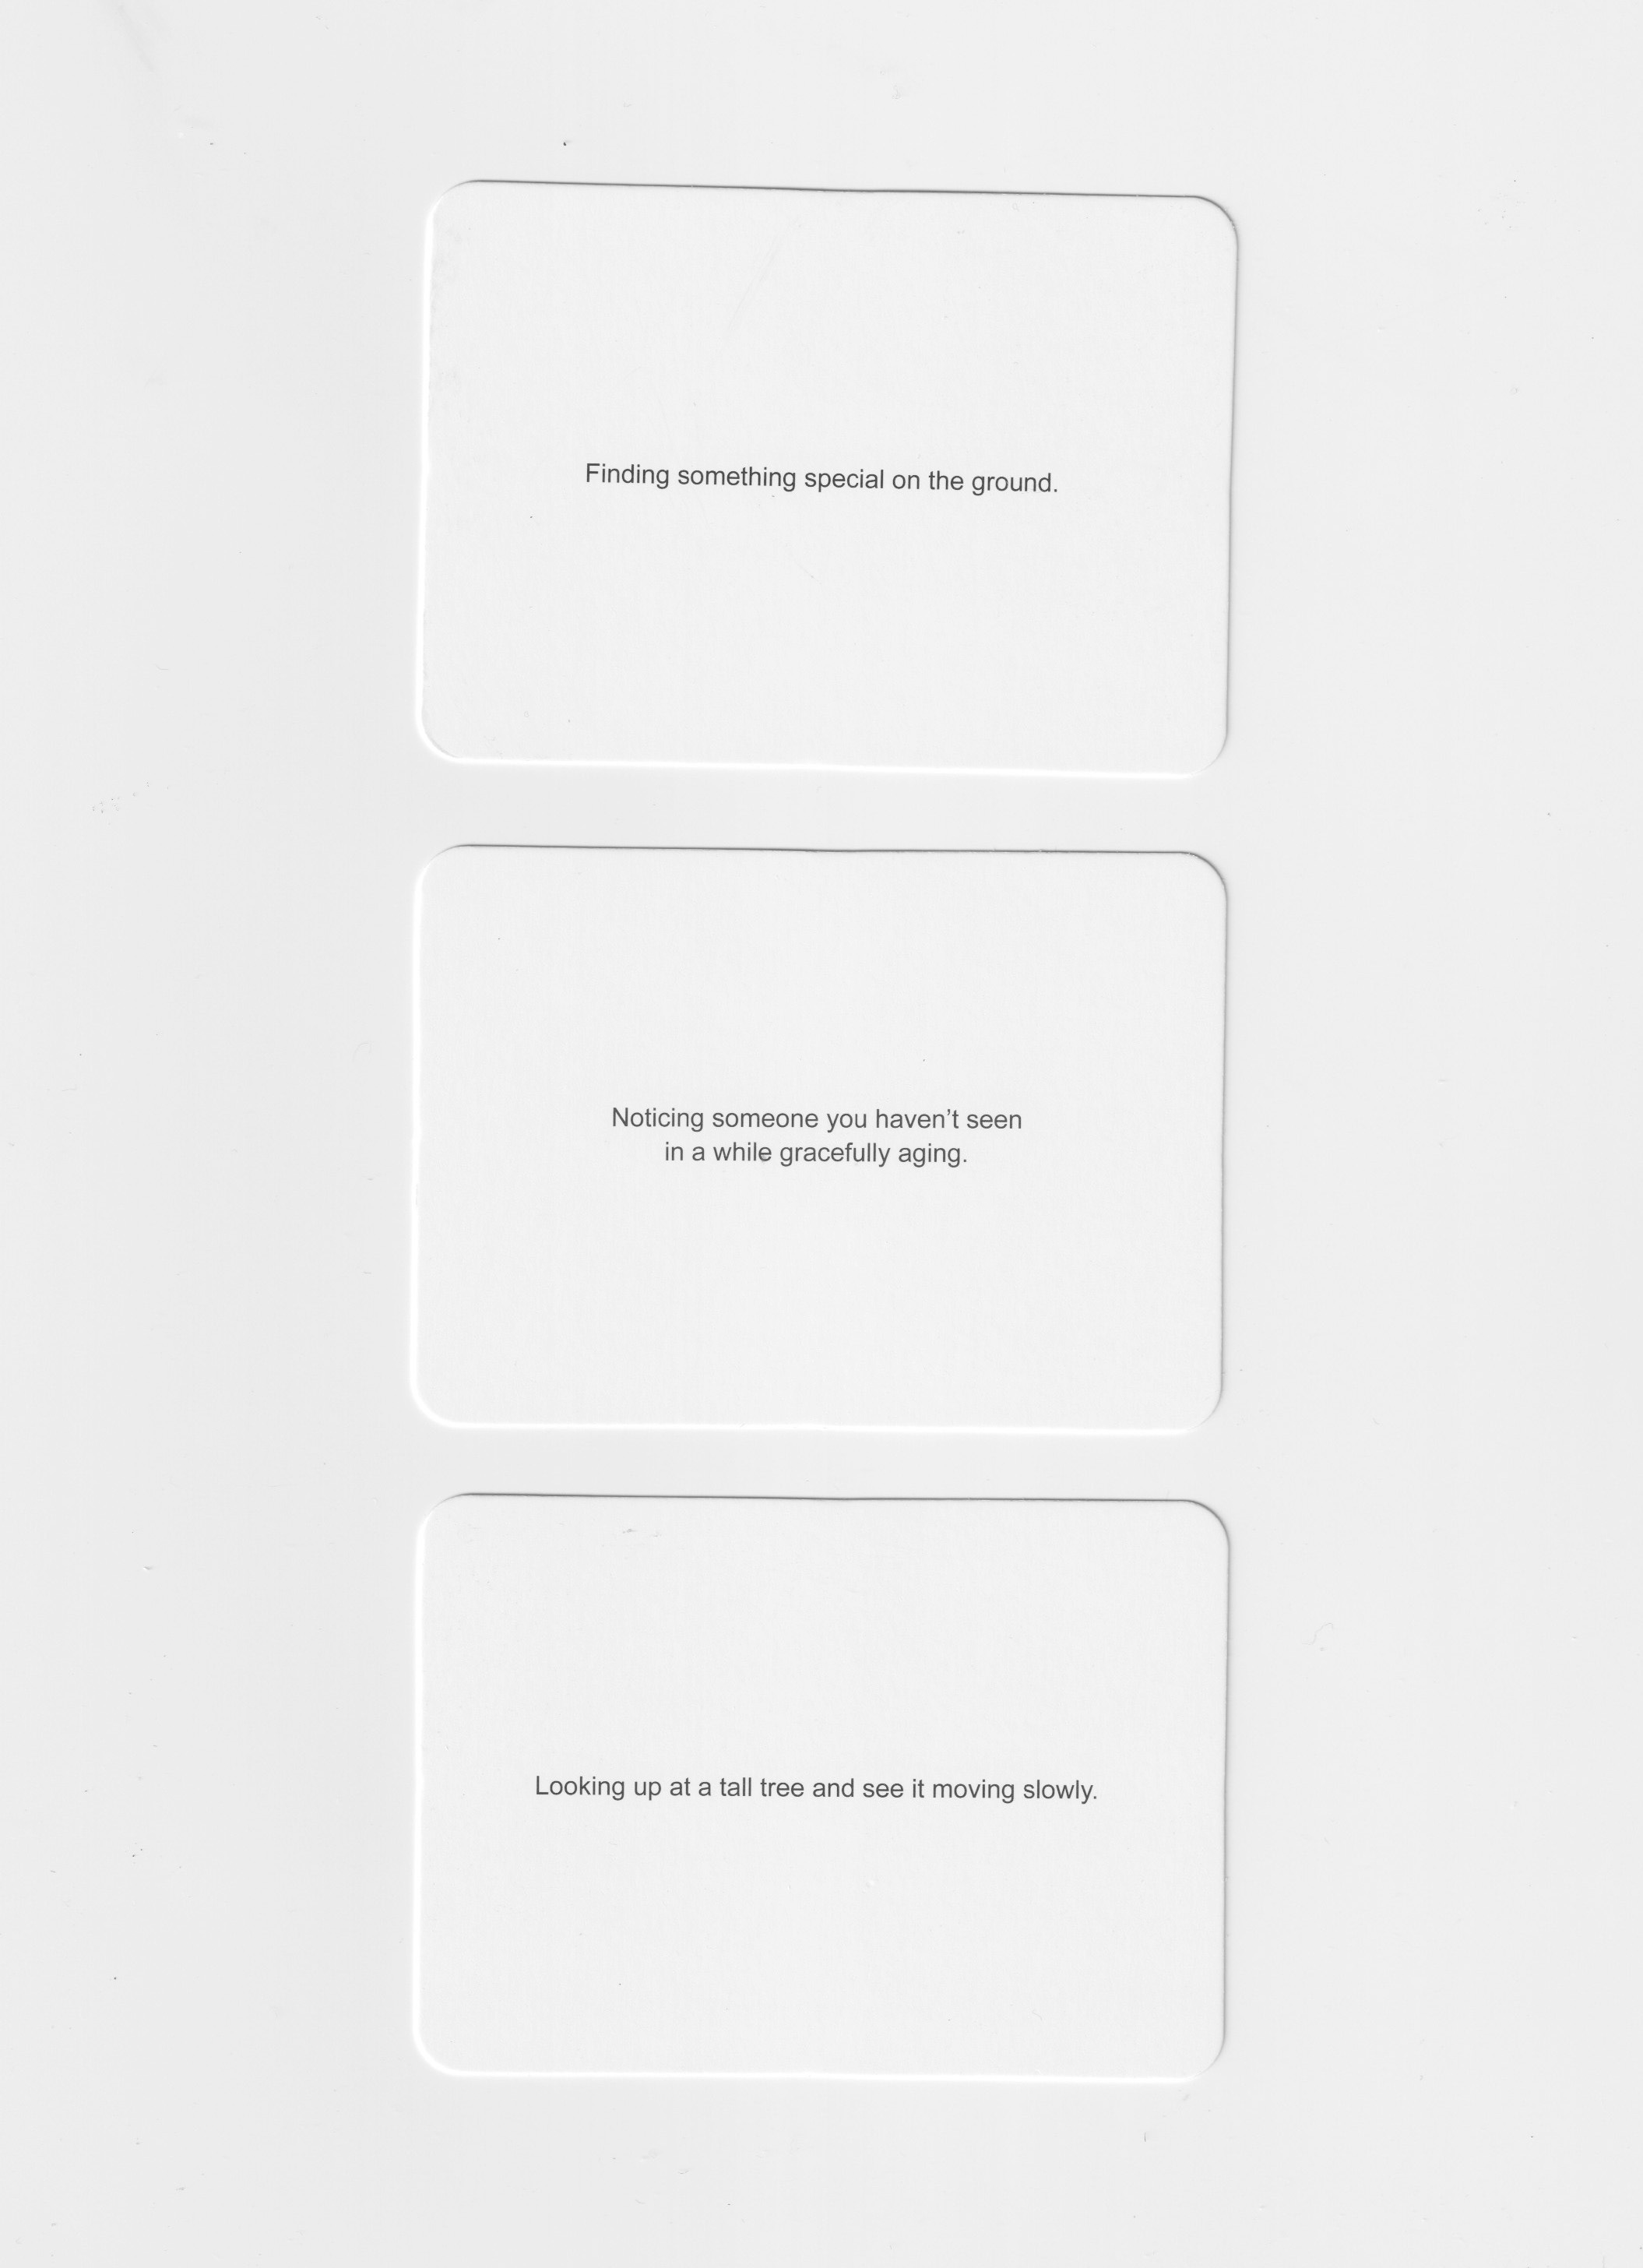 Finding something special on the ground.
Noticing someone you haven’t seen
in a while gracefully aging.
Looking up at a tall tree and see it moving slowly.